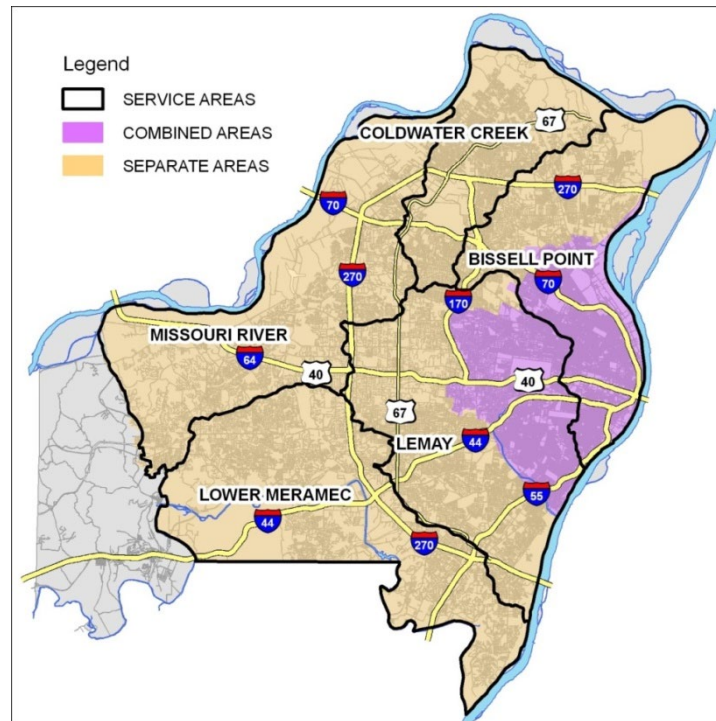 Legend
SERVICE AREAS
COMBINED AREAS
SEPARATE AREAS
67
COLDWATER CREEK
270
70
BISSELL POINT
270
70
170
MISSOURI RIVER
64
40
40
67
LEMAY
44
LOWER MERAMEC
55
44
270